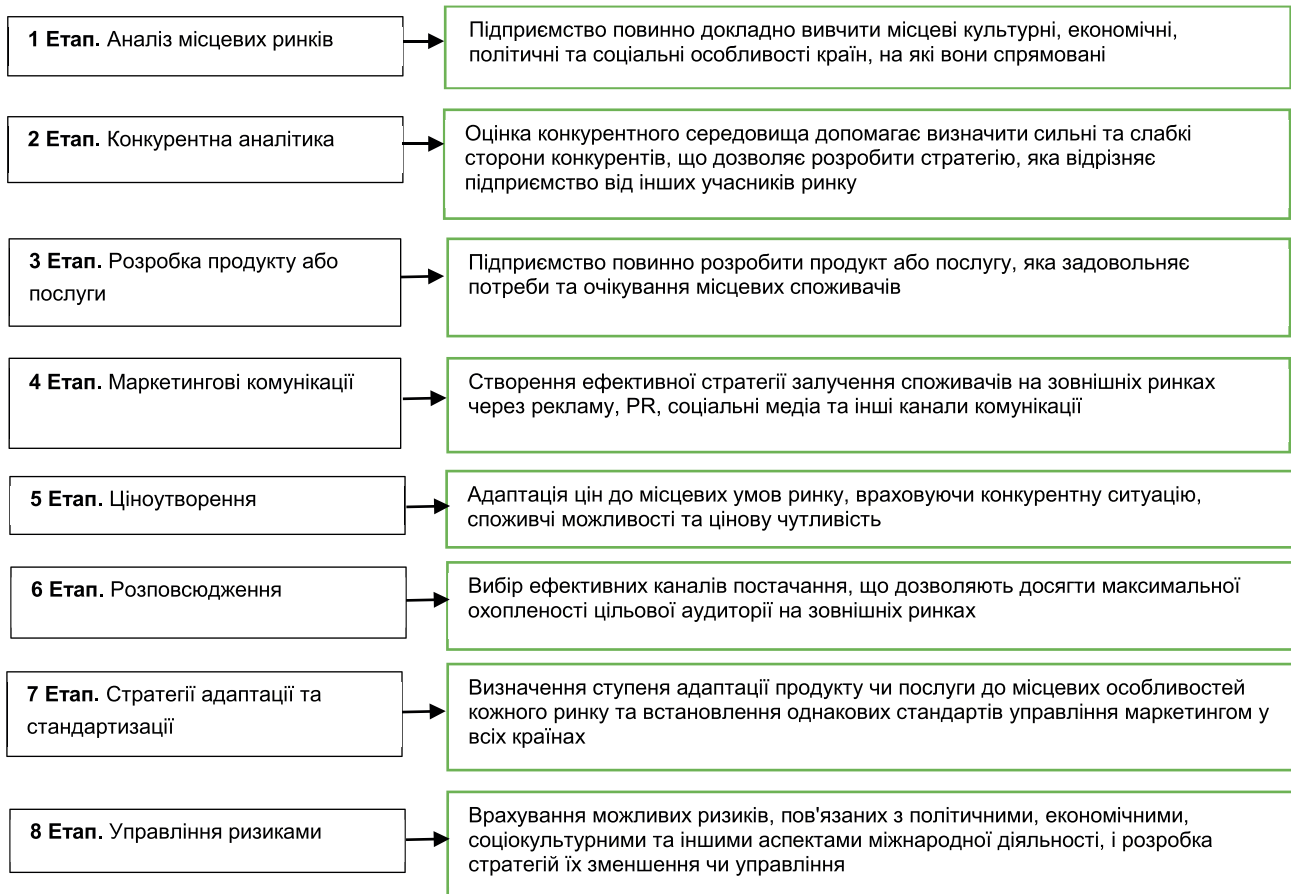 1 Етап. Аналіз місцевих ринків
Підприємство повинно докладно вивчити місцеві культурні, економічні,
політичні та соціальні особливості країн, на які вони спрямовані
2 Етап. Конкурентна аналітика
Оцінка конкурентного середовища допомагає визначити сильні та слабкі
сторони конкурентів, що дозволяє розробити стратегію, яка відрізняє
підприємство від інших учасників ринку
3 Етап. Розробка продукту або
послуги
Підприємство повинно розробити продукт або послугу, яка задовольняє
потреби та очікування місцевих споживачів
4 Етап. Маркетингові комунікації
Створення ефективної стратегії залучення споживачів на зовнішніх ринках
через рекламу, PR, соціальні медіа та інші канали комунікації
5 Етап. Ціноутворення
Адаптація цін до місцевих умов ринку, враховуючи конкурентну ситуацію,
споживчі можливості та цінову чутливість
6 Етап. Розповсюдження
Вибір ефективних каналів постачання, що дозволяють досягти максимальної
охопленості цільової аудиторії на зовнішніх ринках
7 Етап. Стратегії адаптації та
стандартизації
Визначення ступеня адаптації продукту чи послуги до місцевих особливостей
кожного ринку та встановлення однакових стандартів управління маркетингом у
всіх країнах
8 Етап. Управління ризиками
Врахування можливих ризиків, пов'язаних з політичними, економічними,
соціокультурними та іншими аспектами міжнародної діяльності, і розробка
стратегій їх зменшення чи управління